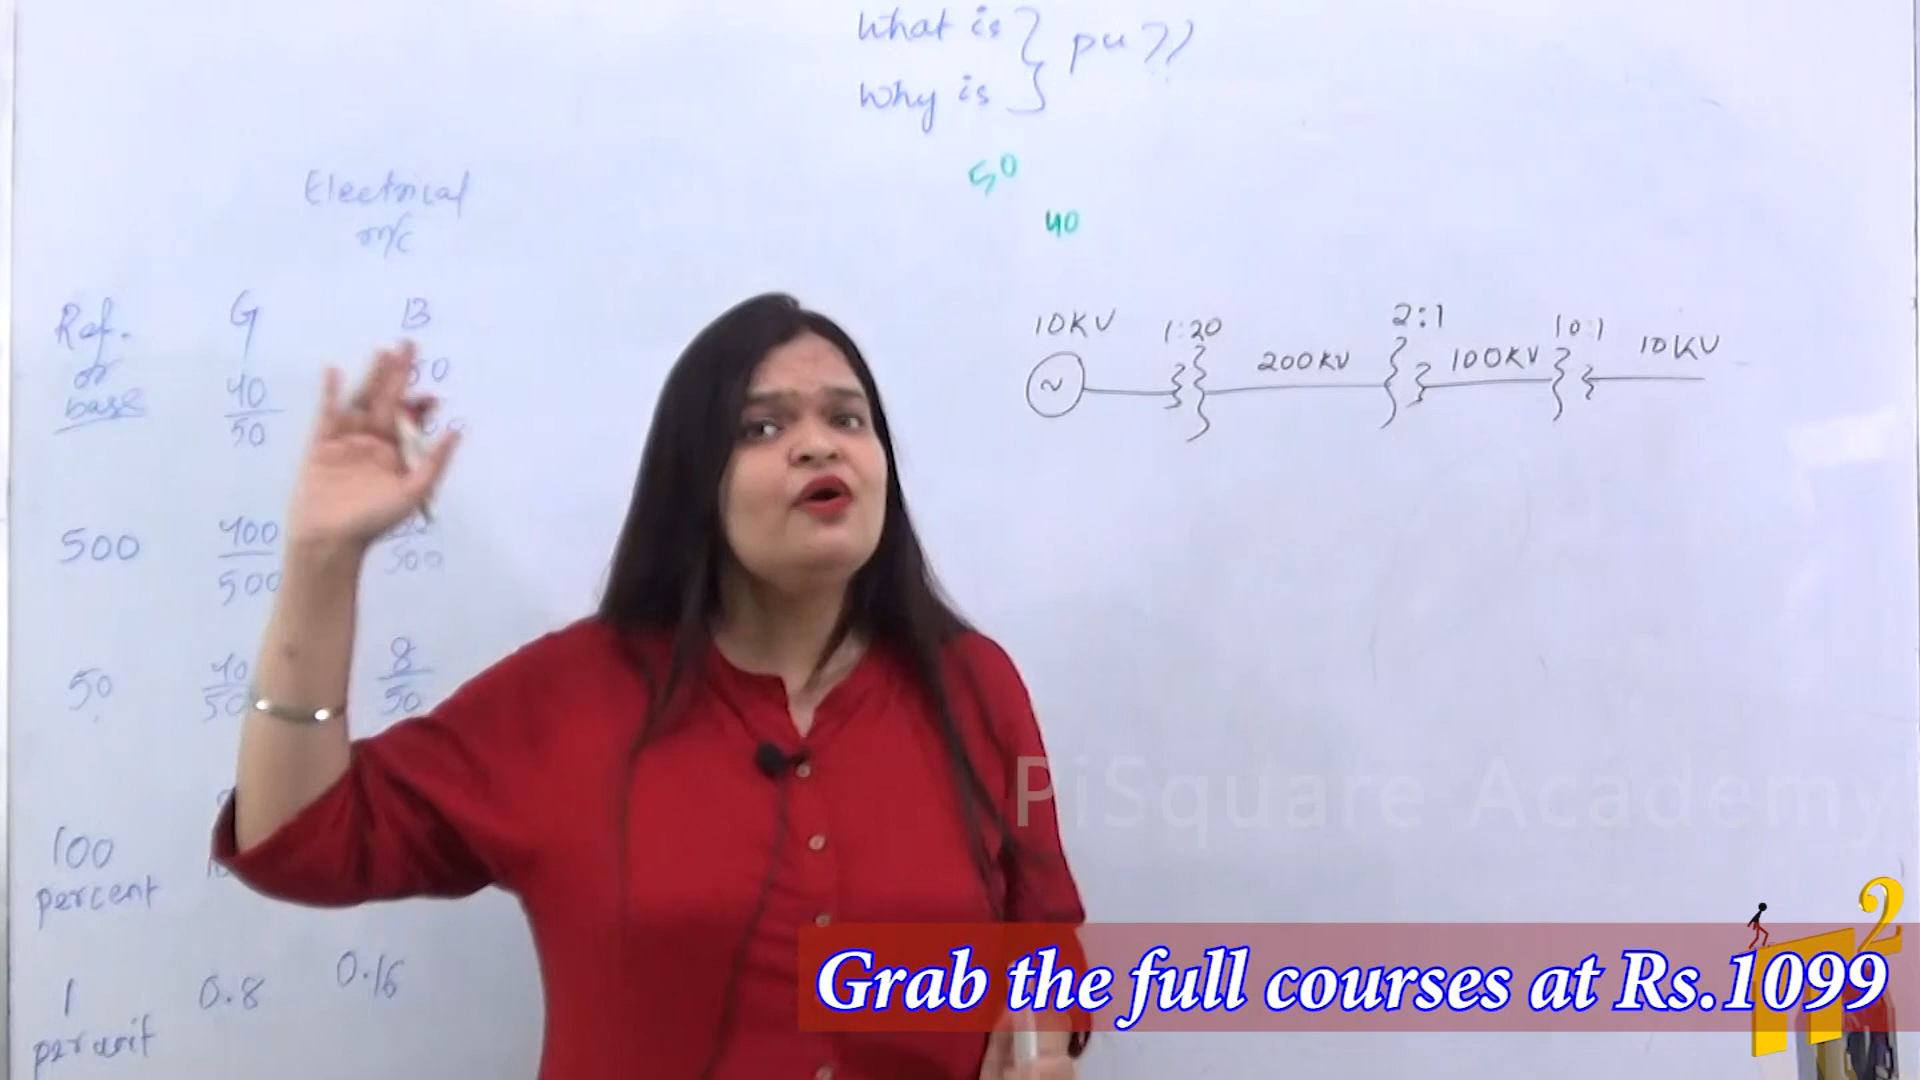 What is
Why is
pu ??
50
40
Electrical
m/c
Ref.
or
base
G
40
50
B
500
400
500
500
50
40
50
8
50
100
percent
1
per unit
0.8
0.16
10KV
1:20
200KV
2:1
100KV
10:1
10KV
PiSquare Academy
Grab the full courses at Rs.1099
π2